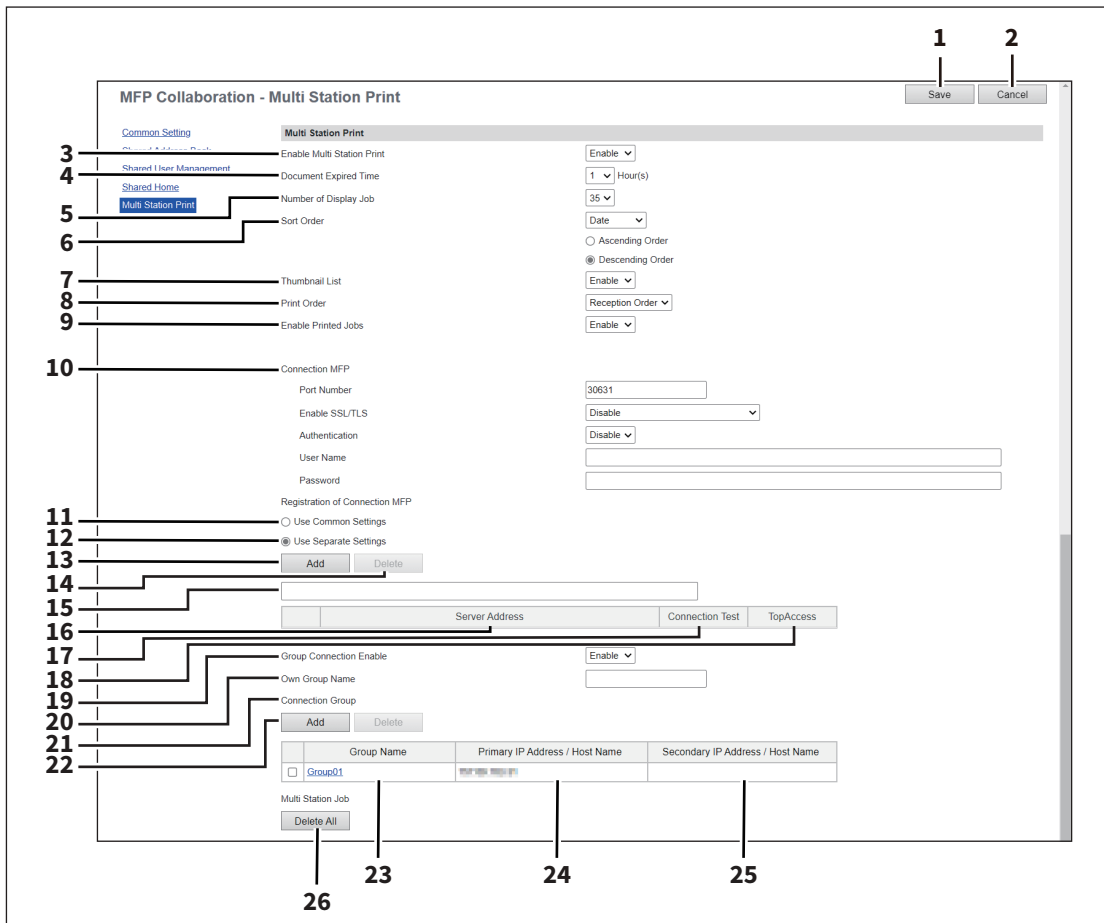 1 2
MFP Collaboration - Multi Station Print Save Cancel
Common Setting Multi Station Print
3 Shared Address Book Enable Multi Station Print Enable
4 Shared User Management Document Expired Time 1 Hour(s)
Shared Home
5 Multi Station Print Number of Display Job 35
6 Sort Order Date
Ascending Order
Descending Order
7 Thumbnail List Enable
8 Print Order Reception Order
9 Enable Printed Jobs Enable
10 Connection MFP
Port Number 30631
Enable SSL/TLS Disable
Authentication Disable
User Name
Password
Registration of Connection MFP
11 Use Common Settings
12 Use Separate Settings
13 Add Delete
14
15
16 Server Address Connection Test TopAccess
17
18
19 Group Connection Enable Enable
20 Own Group Name
21 Connection Group
22 Add Delete
Group Name Primary IP Address / Host Name Secondary IP Address / Host Name
Group01
Multi Station Job
Delete All
23 24 25
26